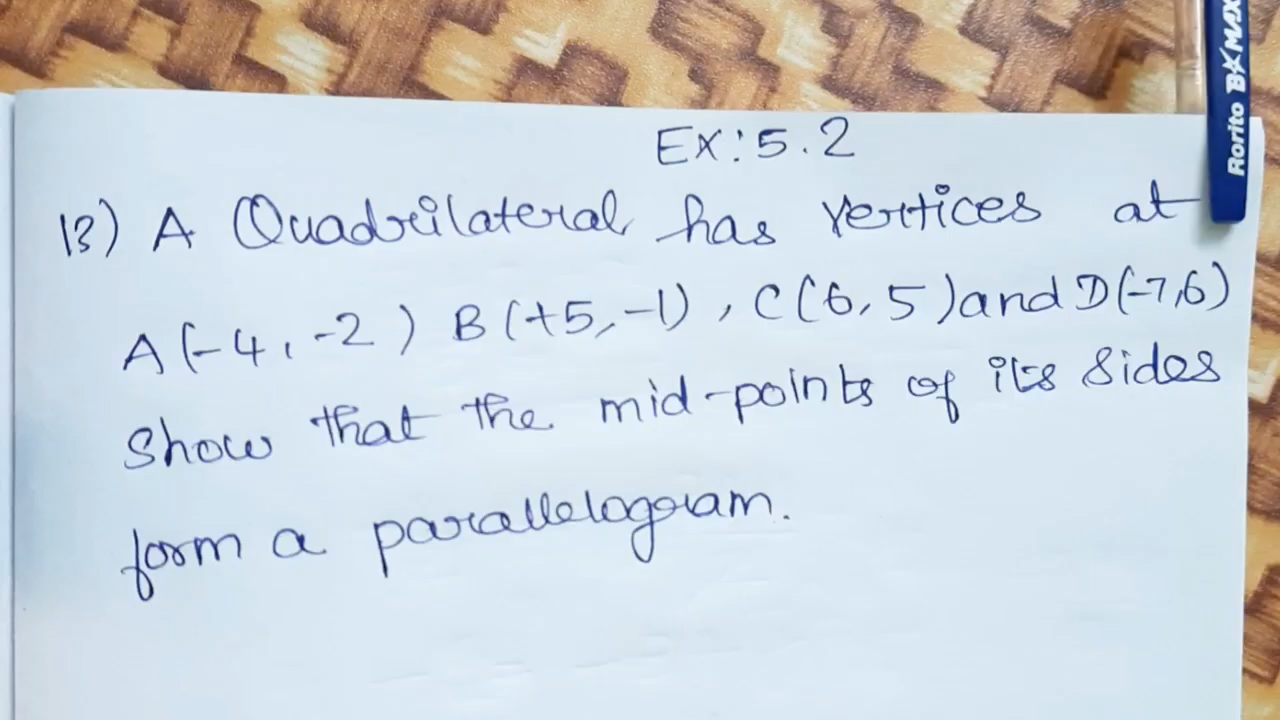 Ex:5.2
13) A Quadrilateral has vertices at
A(-4, -2) B(+5,-1), C(6,5) and D(-7,6)
Show that the mid-points of its sides
form a parallelogram.
Rorito B★MAX